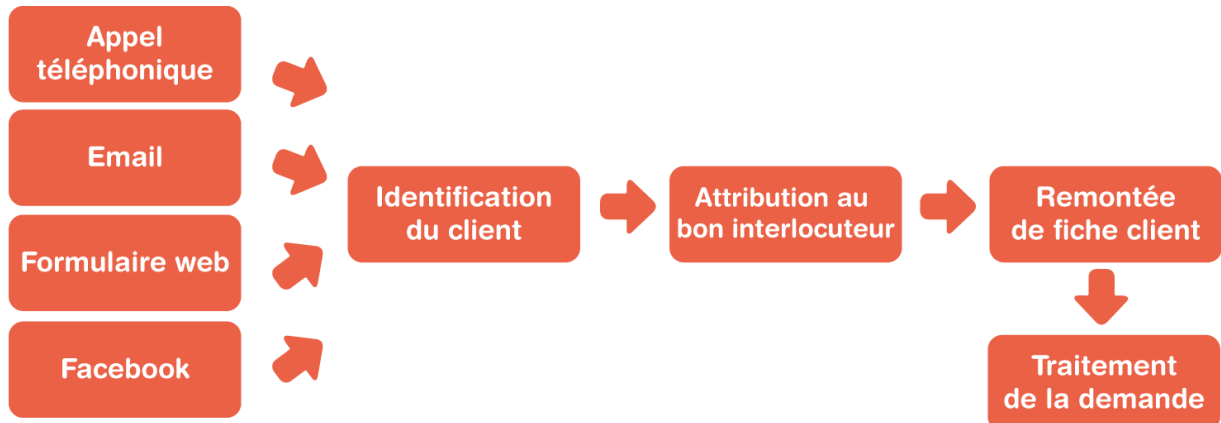 Appel
téléphonique
Email
Formulaire web
Facebook
Identification
du client
Attribution au
bon interlocuteur
Remontée
de fiche client
Traitement
de la demande